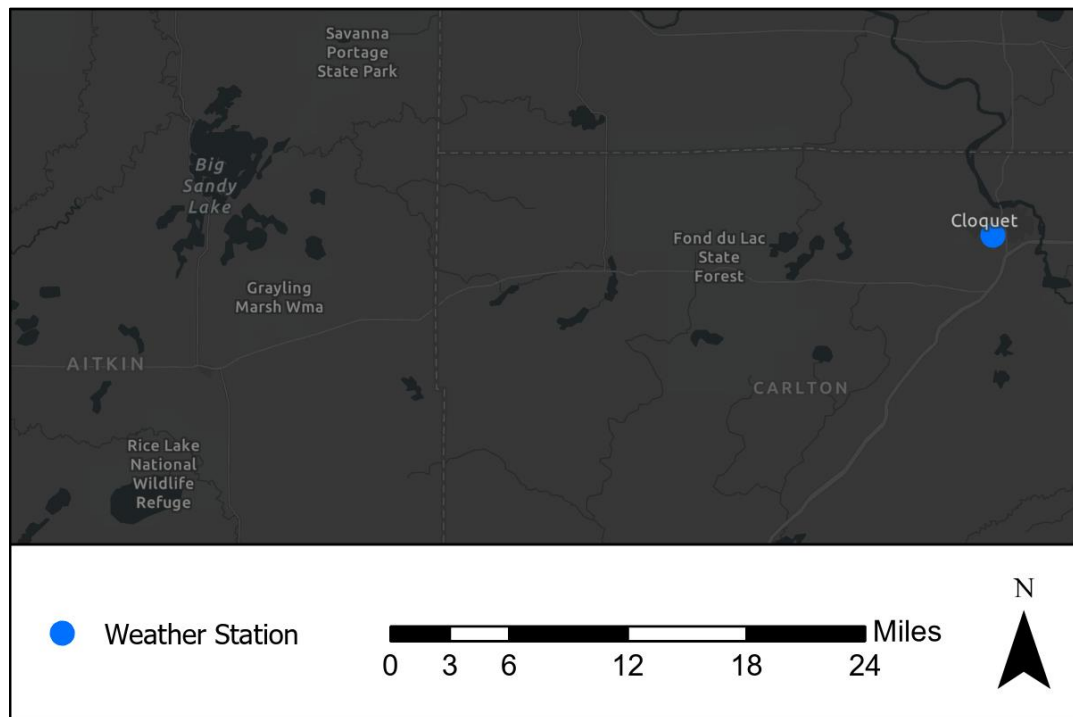 Savanna
Portage
State Park
Big
Sandy
Lake
Cloquet
Fond du Lac
State
Forest
Grayling
Marsh Wma
AITKIN
CARLTON
Rice Lake
National
Wildlife
Refuge
N
Weather Station
Miles
0 3 6 12 18 24